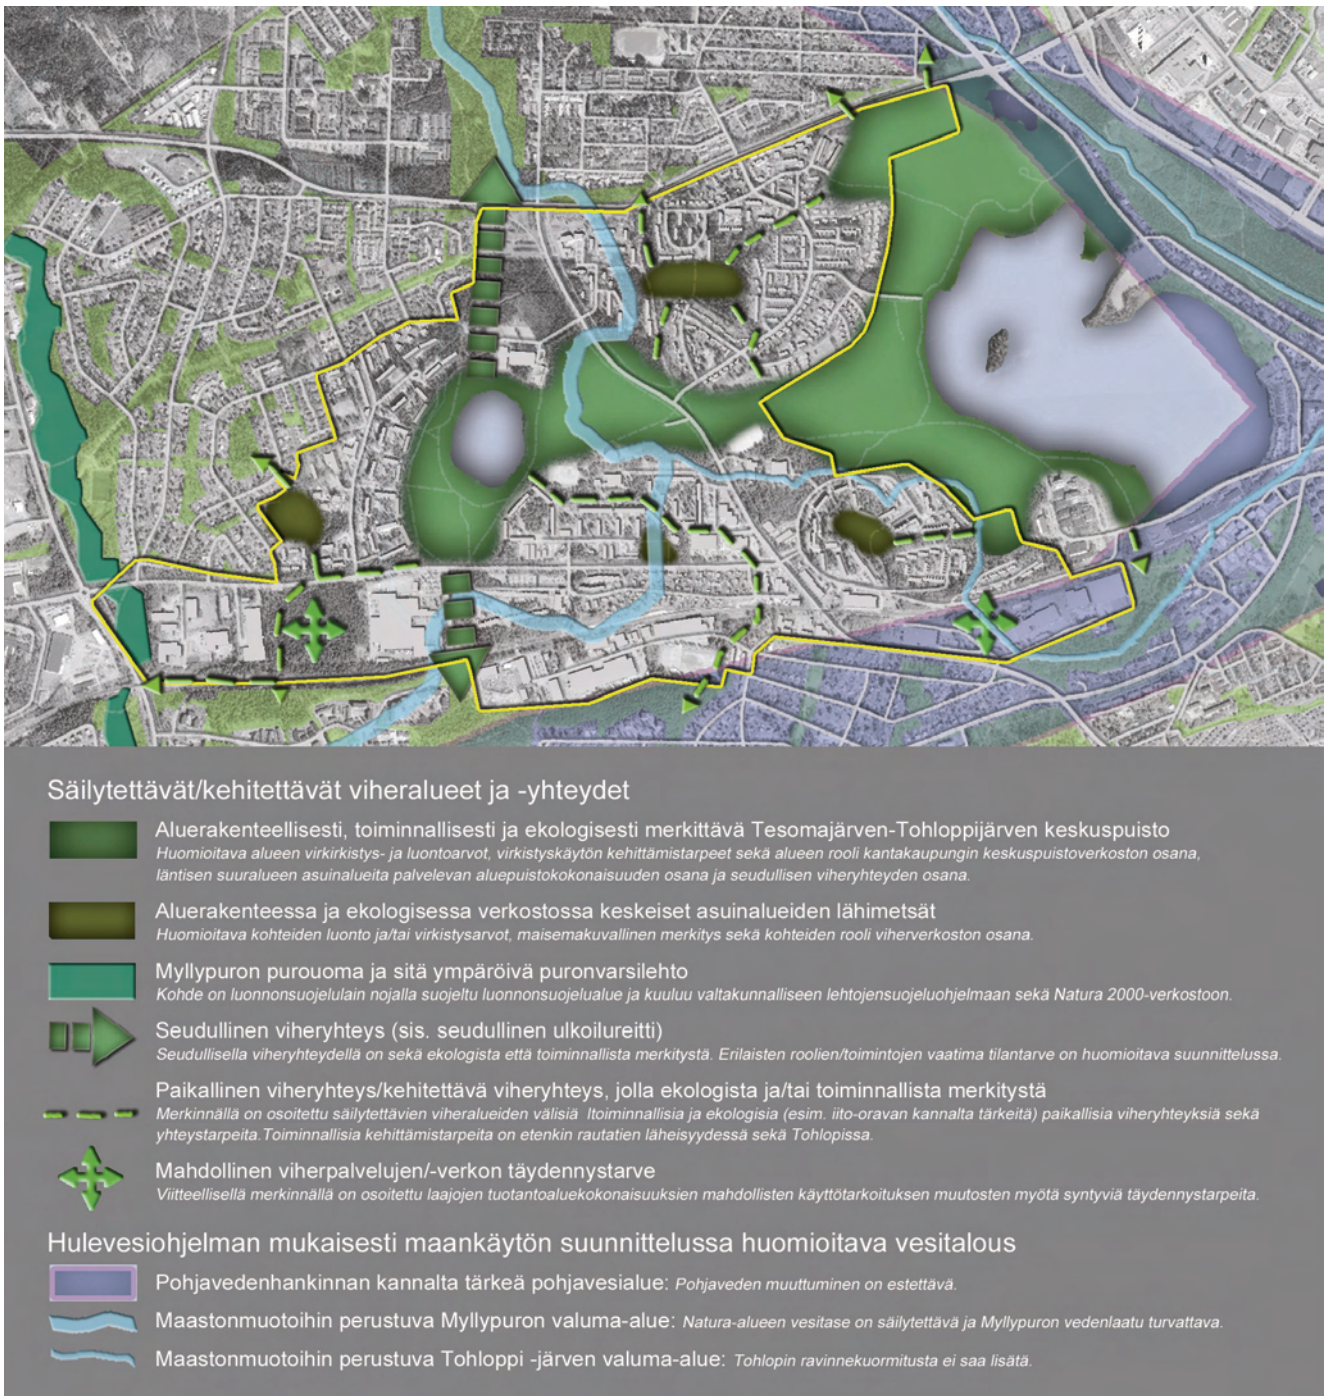 Säilytettävät/kehitettävät viheralueet ja -yhteydet
Aluerakenteellisesti, toiminnallisesti ja ekologisesti merkittävä Tesomajärven-Tohloppijärven keskuspuisto
Huomioitava alueen virkirkistys- ja luontoarvot, virkistyskäytön kehittämistarpeet sekä alueen rooli kantakaupungin keskuspuistoverkoston osana,
läntisen suuralueen asuinalueita palvelevan aluepuistokokonaisuuden osana ja seudullisen viheryhteyden osana.
Aluerakenteessa ja ekologisessa verkostossa keskeiset asuinalueiden lähimetsät
Huomioitava kohteiden luonto ja/tai virkistysarvot, maisemakuvallinen merkitys sekä kohteiden rooli viherverkoston osana.
Myllypuron purouoma ja sitä ympäröivä puronvarsilehto
Kohde on luonnonsuojelulain nojalla suojeltu luonnonsuojelualue ja kuuluu valtakunnalliseen lehtojensuojeluohjelmaan sekä Natura 2000-verkostoon.
Seudullinen viheryhteys (sis. seudullinen ulkoilureitti)
Seudullisella viheryhteydellä on sekä ekologista että toiminnallista merkitystä. Erilaisten roolien/toimintojen vaatima tilantarve on huomioitava suunnittelussa.
Paikallinen viheryhteys/kehitettävä viheryhteys, jolla ekologista ja/tai toiminnallista merkitystä
Merkinnällä on osoitettu säilytettävien viheralueiden välisiä ltoiminnallisia ja ekologisia (esim. iito-oravan kannalta tärkeitä) paikallisia viheryhteyksiä sekä
yhteystarpeita.Toiminnallisia kehittämistarpeita on etenkin rautatien läheisyydessä sekä Tohlopissa.
Mahdollinen viherpalvelujen/-verkon täydennystarve
Viitteellisellä merkinnällä on osoitettu laajojen tuotantoaluekokonaisuuksien mahdollisten käyttötarkoituksen muutosten myötä syntyviä täydennystarpeita.
Hulevesiohjelman mukaisesti maankäytön suunnittelussa huomioitava vesitalous
Pohjavedenhankinnan kannalta tärkeä pohjavesialue: Pohjaveden muuttuminen on estettävä.
Maastonmuotoihin perustuva Myllypuron valuma-alue: Natura-alueen vesitase on säilytettävä ja Myllypuron vedenlaatu turvattava.
Maastonmuotoihin perustuva Tohloppi -järven valuma-alue: Tohlopin ravinnekuormitusta ei saa lisätä.